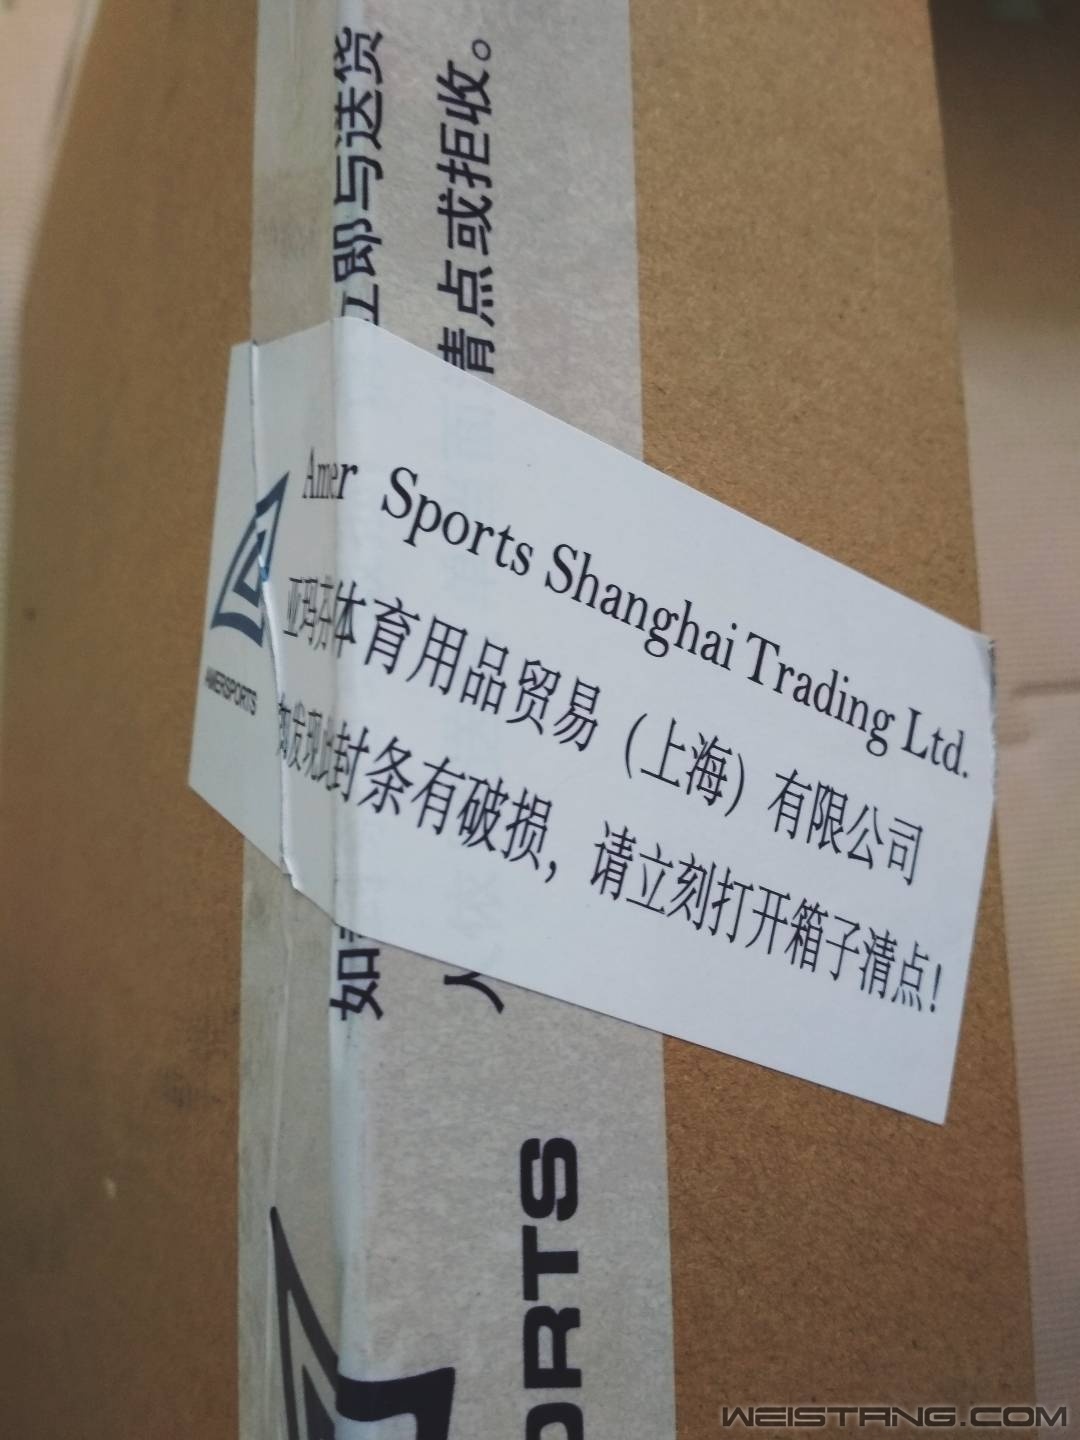 立即与送货
清点或拒收。
Amer Sports Shanghai Trading Ltd.
亚玛芬体育用品贸易（上海）有限公司
如发现此封条有破损，请立刻打开箱子清点！
AMERSPORTS
如
人
ORTS
WEISTANG.COM